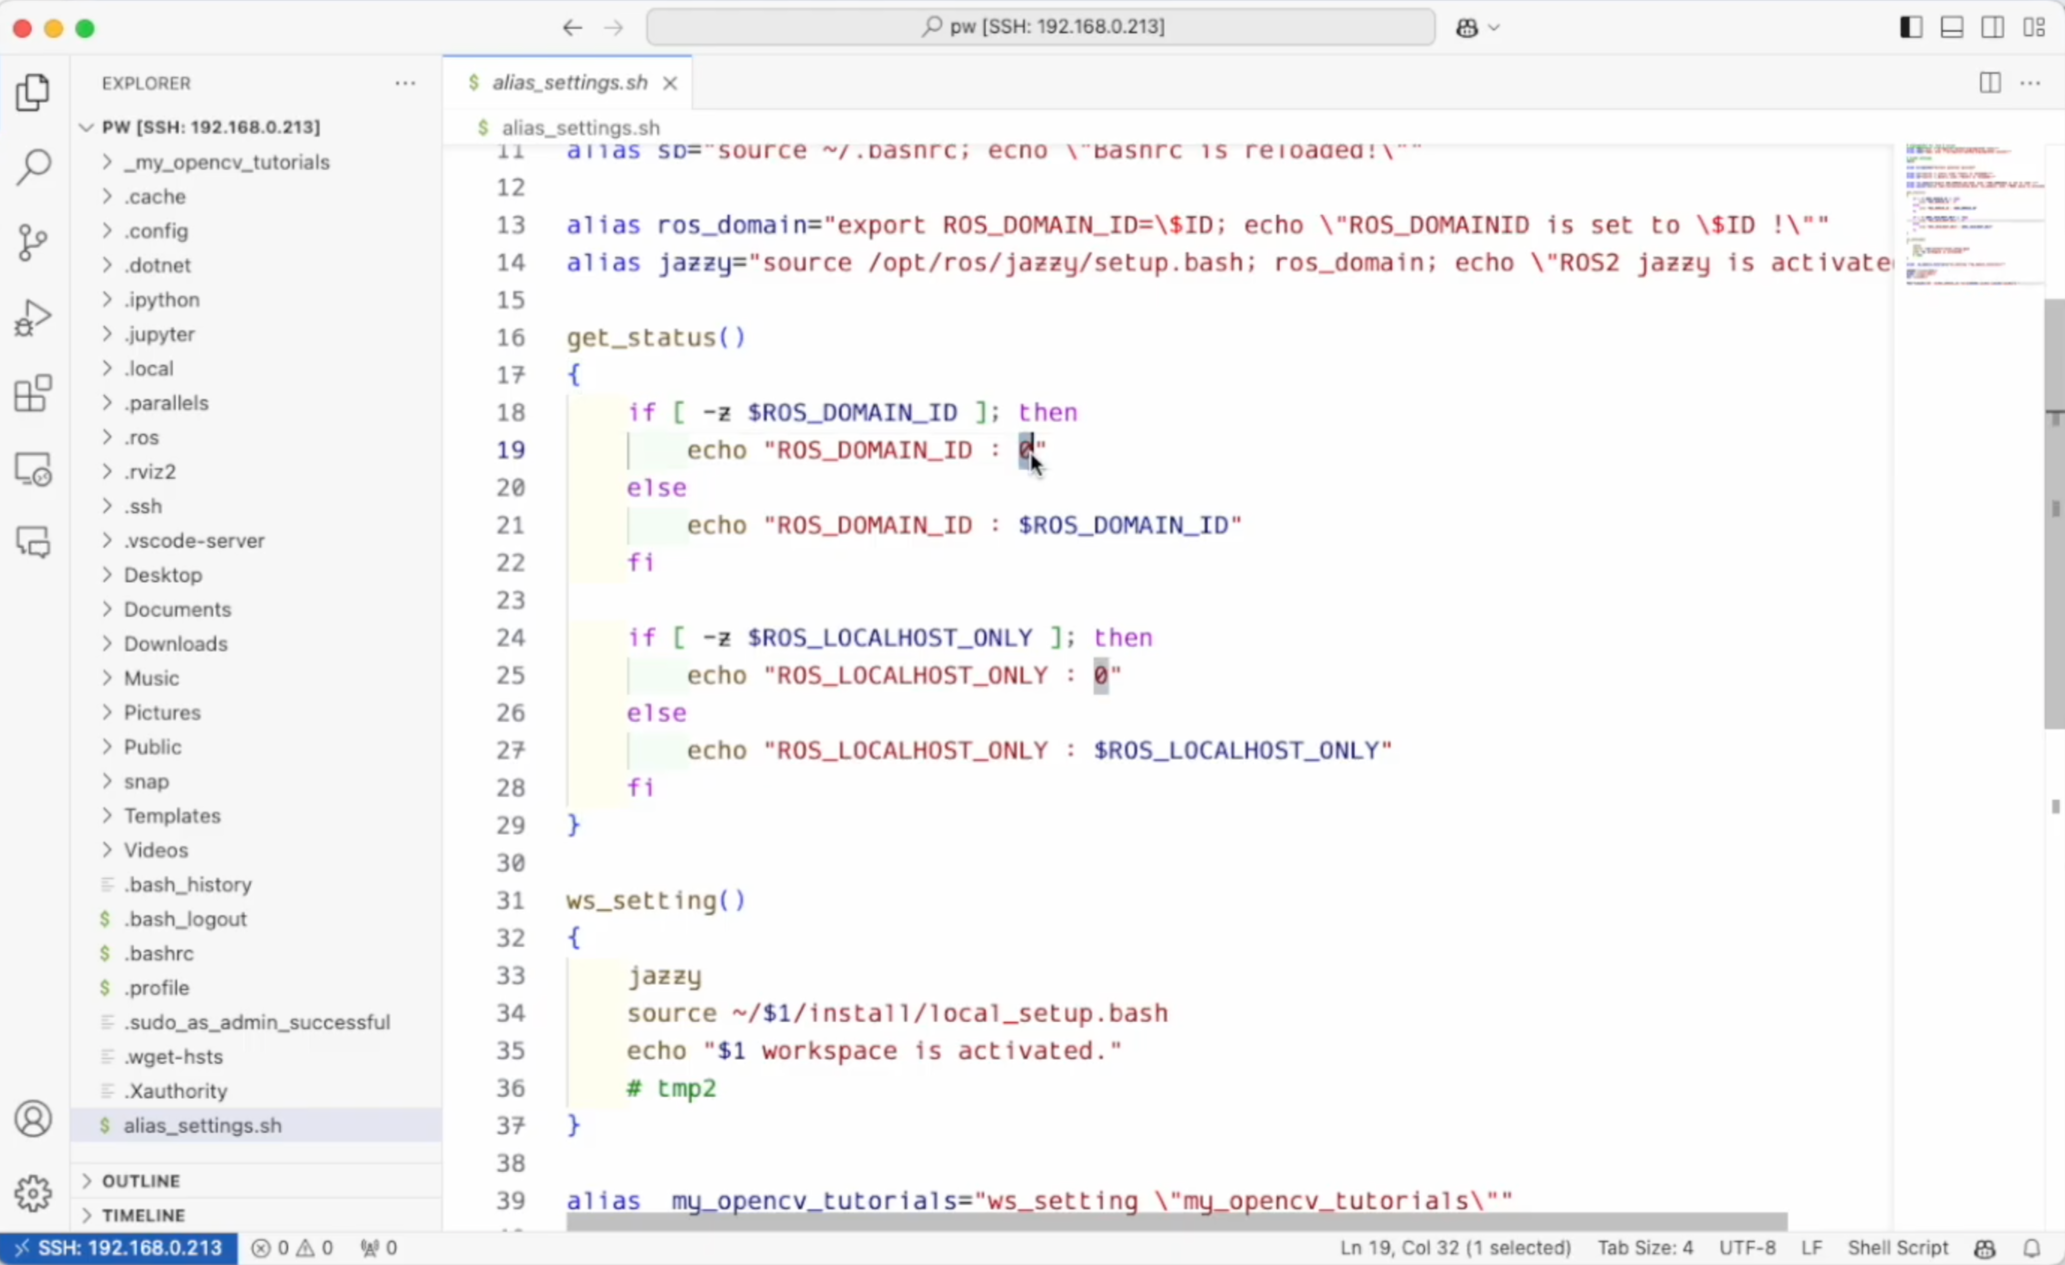 pw [SSH: 192.168.0.213]
EXPLORER
PW [SSH: 192.168.0.213]
_my_opencv_tutorials
.cache
.config
.dotnet
.ipython
.jupyter
.local
.parallels
.ros
.rviz2
.ssh
.vscode-server
Desktop
Documents
Downloads
Music
Pictures
Public
snap
Templates
Videos
.bash_history
$ .bash_logout
$ .bashrc
$ .profile
.sudo_as_admin_successful
.wget-hsts
.Xauthority
$ alias_settings.sh
OUTLINE
TIMELINE
$ alias_settings.sh
$ alias_settings.sh
11 alias sb="source ~/.bashrc; echo \"Bashrc is reloaded!\""
12
13 alias ros_domain="export ROS_DOMAIN_ID=\$ID; echo \"ROS_DOMAINID is set to \$ID !\""
14 alias jazzy="source /opt/ros/jazzy/setup.bash; ros_domain; echo \"ROS2 jazzy is activate
15
16 get_status()
17 {
18 if [ -z $ROS_DOMAIN_ID ]; then
19 echo "ROS_DOMAIN_ID : 0"
20 else
21 echo "ROS_DOMAIN_ID : $ROS_DOMAIN_ID"
22 fi
23
24 if [ -z $ROS_LOCALHOST_ONLY ]; then
25 echo "ROS_LOCALHOST_ONLY : 0"
26 else
27 echo "ROS_LOCALHOST_ONLY : $ROS_LOCALHOST_ONLY"
28 fi
29 }
30
31 ws_setting()
32 {
33 jazzy
34 source ~/$1/install/local_setup.bash
35 echo "$1 workspace is activated."
36 # tmp2
37 }
38
39 alias  my_opencv_tutorials="ws_setting \"my_opencv_tutorials\""
SSH: 192.168.0.213 0 0 0 Ln 19, Col 32 (1 selected) Tab Size: 4 UTF-8 LF Shell Script